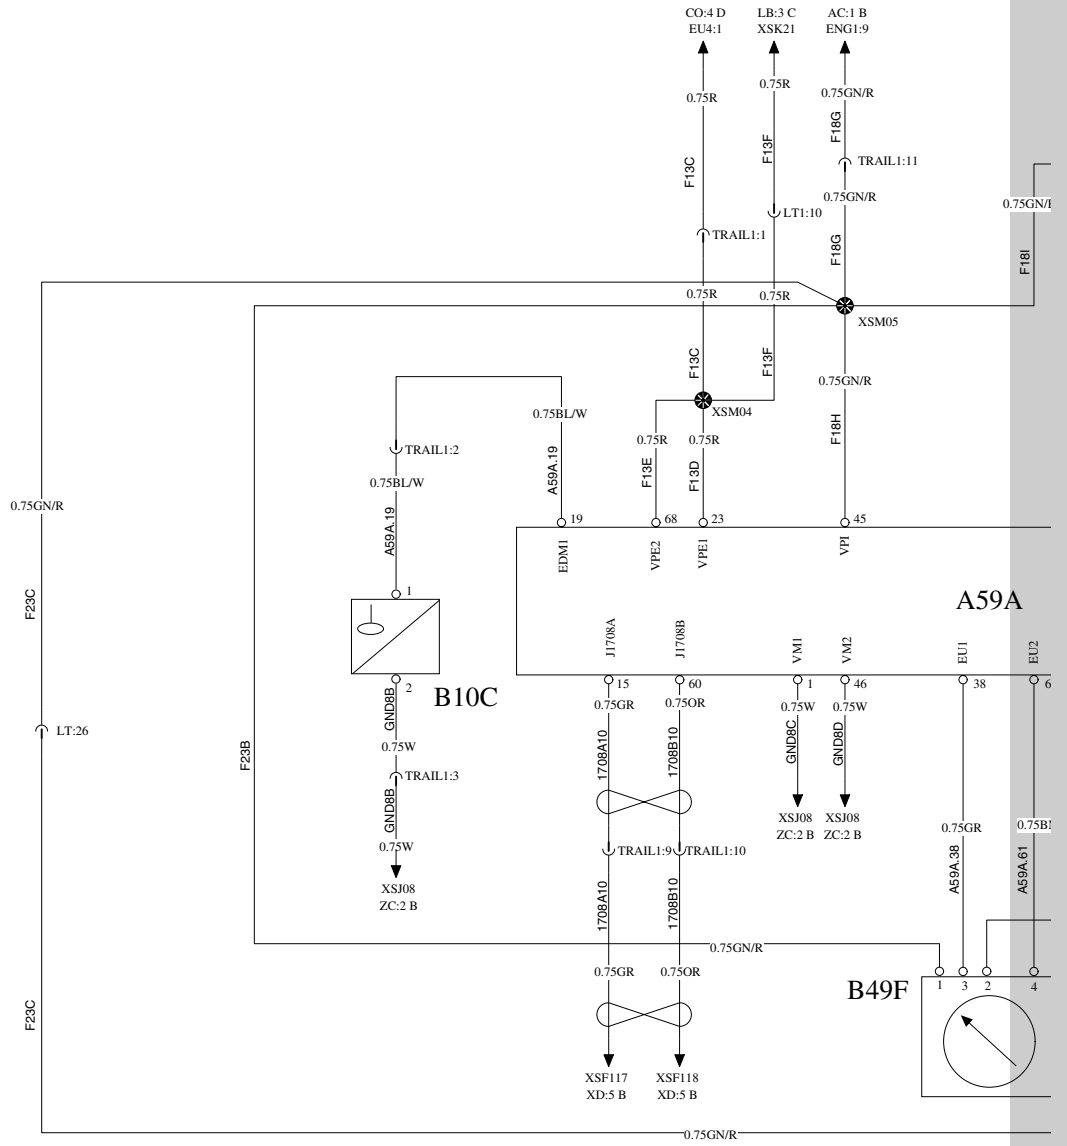 CO:4 D
EU4:1
LB:3 C
XSK21
AC:1 B
ENG1:9
0.75R
0.75R
0.75GN/R
F13C
F13F
F18G
TRAIL1:11
0.75GN/R
LT1:10
TRAIL1:1
F18G
F18I
0.75R
0.75R
XSM05
F13C
F13F
0.75GN/R
XSM04
0.75BL/W
0.75R
0.75R
F18H
TRAIL1:2
A59A.19
F13E
F13D
0.75BL/W
0.75GN/R
A59A.19
19
68
23
45
EDM1
VPE2
VPE1
VPI
1
F23C
A59A
J1708A
J1708B
VM1
VM2
EU1
EU2
2
15
60
1
46
38
6
B10C
GND8B
0.75GR
0.75OR
0.75W
0.75W
LT:26
GND8C
GND8D
0.75W
F23B
1708A10
1708B10
TRAIL1:3
GND8B
XSJ08
ZC:2 B
XSJ08
ZC:2 B
0.75GR
0.75W
TRAIL1:9
TRAIL1:10
A59A.38
A59A.61
XSJ08
ZC:2 B
1708A10
1708B10
0.75GN/R
0.75GR
0.75OR
B49F
1
3
2
4
F23C
XSF117
XD:5 B
XSF118
XD:5 B
0.75GN/R